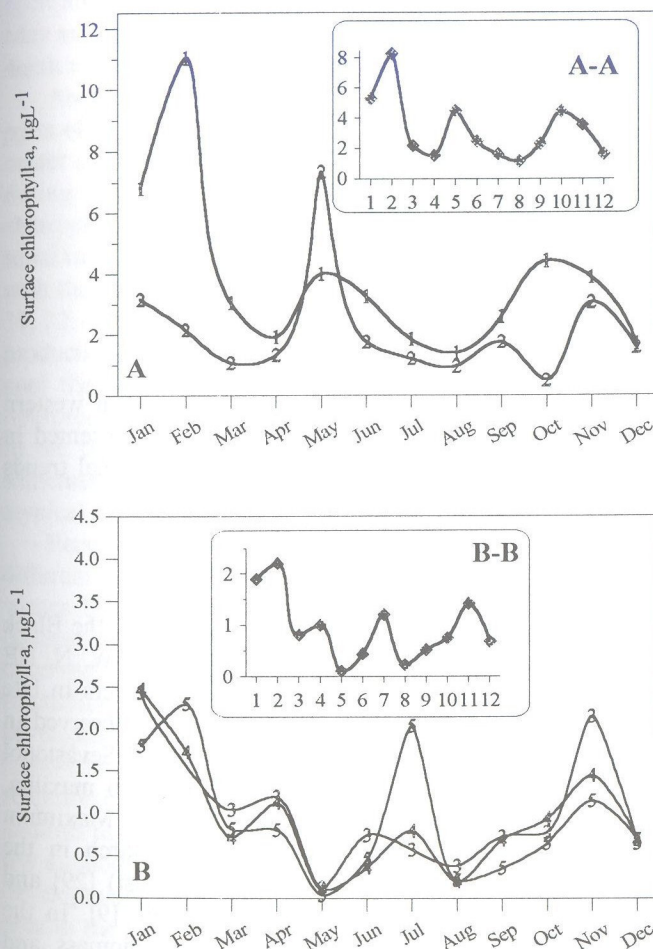 12
10
8
6
4
2
0
Surface chlorophyll-a, µgL-1
A
A-A
8
6
4
2
0
1 2 3 4 5 6 7 8 9 10 11 12
Jan Feb Mar Apr May Jun Jul Aug Sep Oct Nov Dec
4.5
4.0
3.5
3.0
2.5
2.0
1.5
1.0
0.5
0.0
Surface chlorophyll-a, µgL-1
B
B-B
2
1
0
1 2 3 4 5 6 7 8 9 10 11 12
Jan Feb Mar Apr May Jun Jul Aug Sep Oct Nov Dec